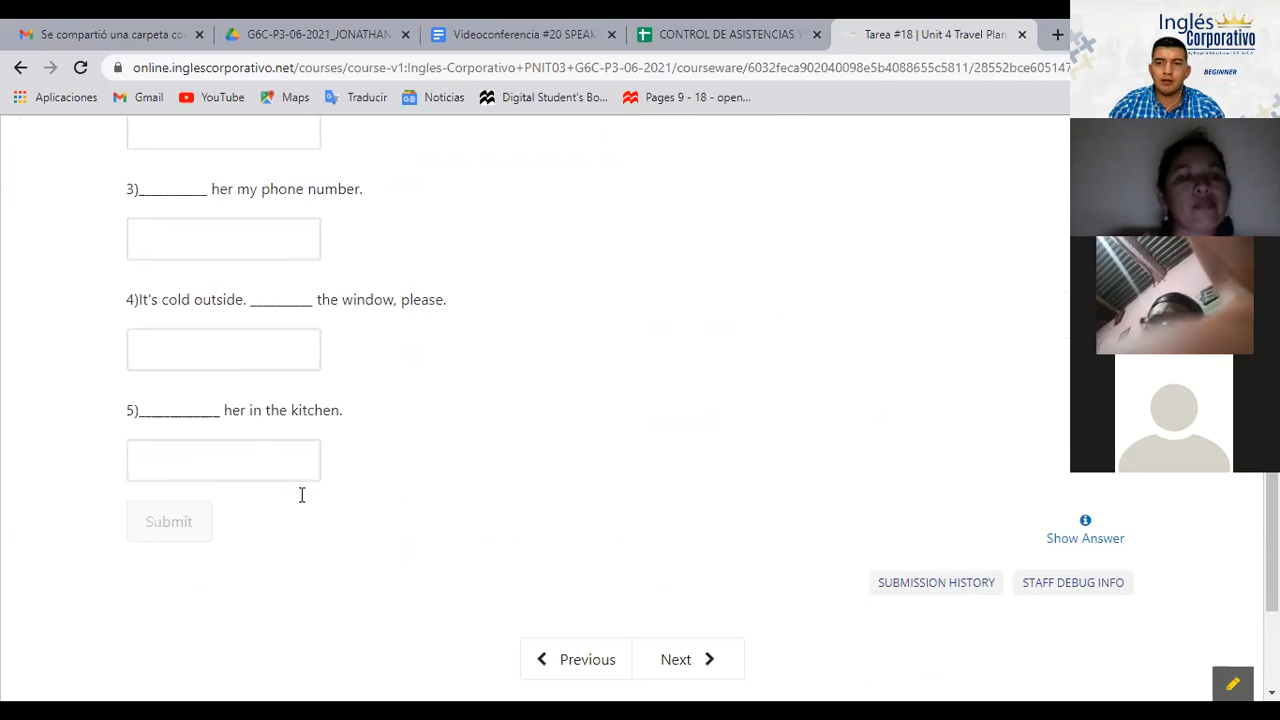 Se compartió una carpeta co
G6C-P3-06-2021_JONATHAN
Videoconferenci #20 SPEAK
CONTROL DE ASISTENCIAS
Tarea #18 | Unit 4 Travel Plan
online.inglescorporativo.net/courses/course-v1:Ingles-Corporativo+PNIT03+G6C-P3-06-2021/courseware/6032feca902040098e5b408b955c5811/28552bce605147
Aplicaciones
Gmail
YouTube
Maps
Traducir
Noticias
Digital Student's Bo...
Pages 9 - 18 - open...
Inglés
Corporativo
BEGINNER
3)__________ her my phone number.
4)It's cold outside. _________ the window, please.
5)____________ her in the kitchen.
Submit
Show Answer
SUBMISSION HISTORY
STAFF DEBUG INFO
Previous
Next